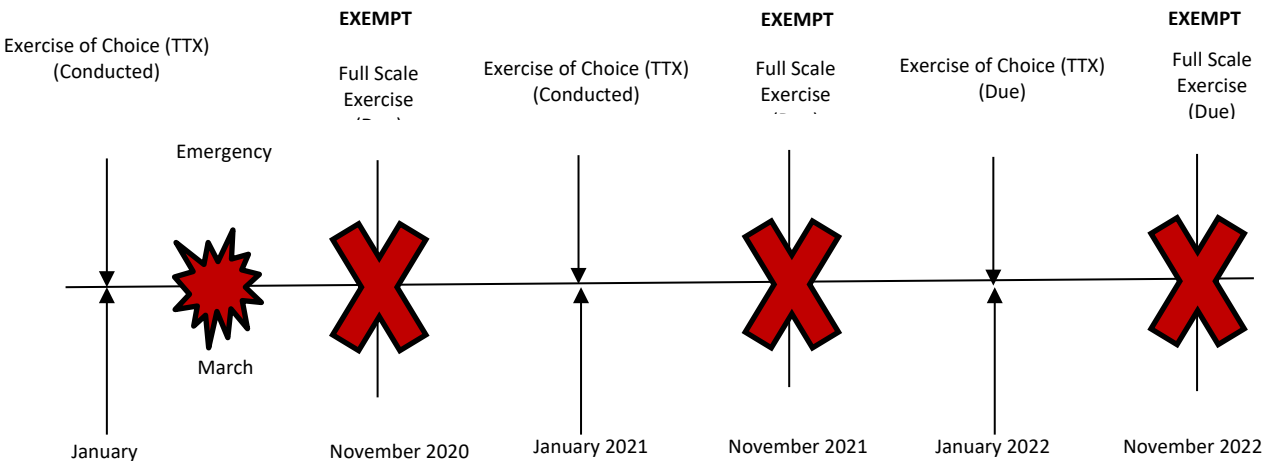 EXEMPT
EXEMPT
EXEMPT
Exercise of Choice (TTX)
(Conducted)
Full Scale
Exercise
Exercise of Choice (TTX)
(Conducted)
Full Scale
Exercise
Exercise of Choice (TTX)
(Due)
Full Scale
Exercise
(Due)
Emergency
March
January
November 2020
January 2021
November 2021
January 2022
November 2022